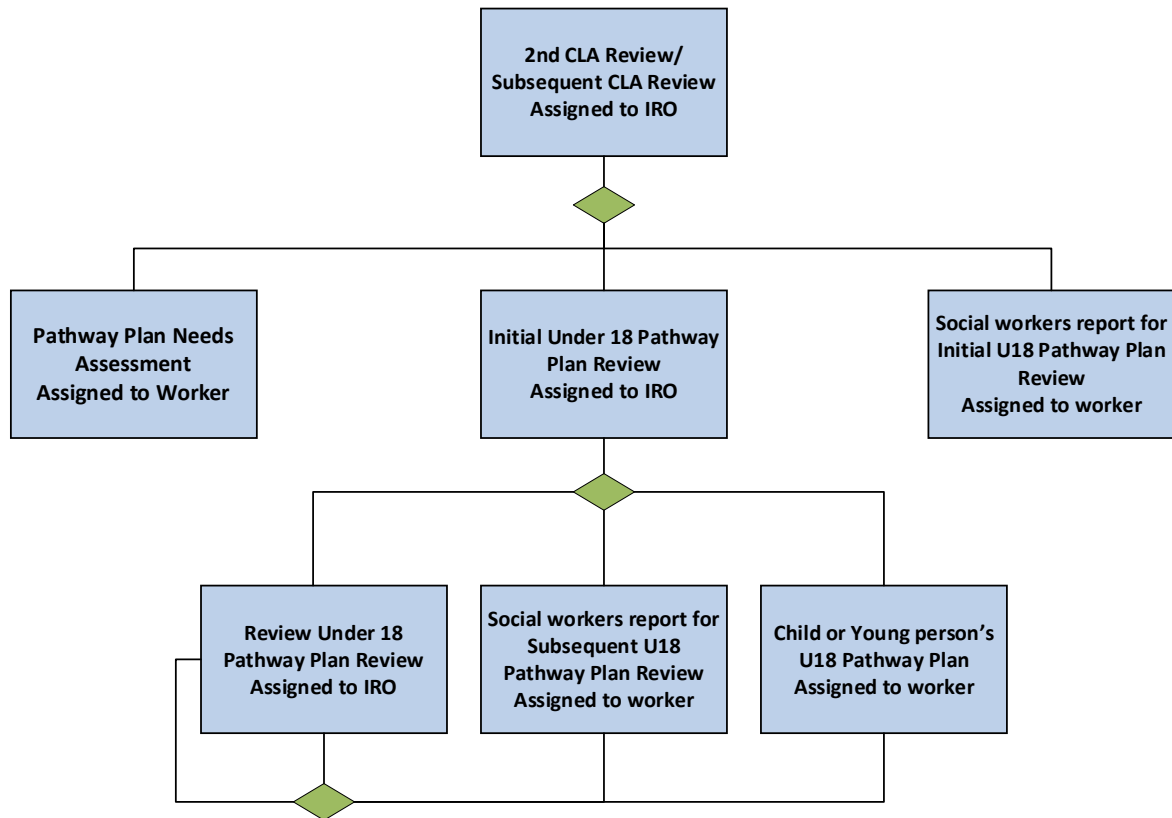 2nd CLA Review/
Subsequent CLA Review
Assigned to IRO
Pathway Plan Needs
Assessment
Assigned to Worker
Initial Under 18 Pathway
Plan Review
Assigned to IRO
Social workers report for
Initial U18 Pathway Plan
Review
Assigned to worker
Review Under 18
Pathway Plan Review
Assigned to IRO
Social workers report for
Subsequent U18
Pathway Plan Review
Assigned to worker
Child or Young person’s
U18 Pathway Plan
Assigned to worker